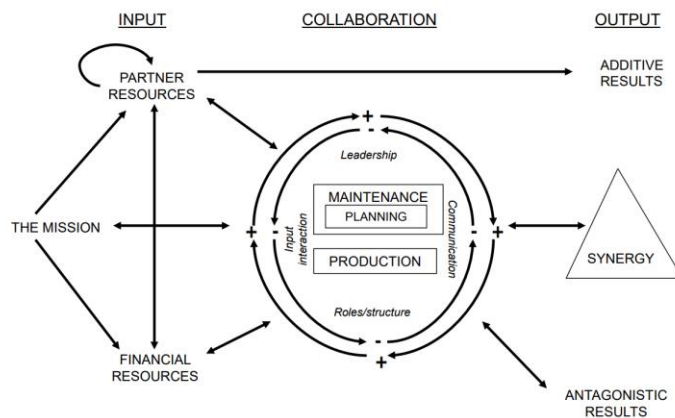 INPUT
COLLABORATION
OUTPUT
PARTNER
RESOURCES
ADDITIVE
RESULTS
+
-
Leadership
MAINTENANCE
PLANNING
THE MISSION
+
-
Input
interaction
Communication
-
+
SYNERGY
PRODUCTION
Roles/structure
-
+
FINANCIAL
RESOURCES
ANTAGONISTIC
RESULTS